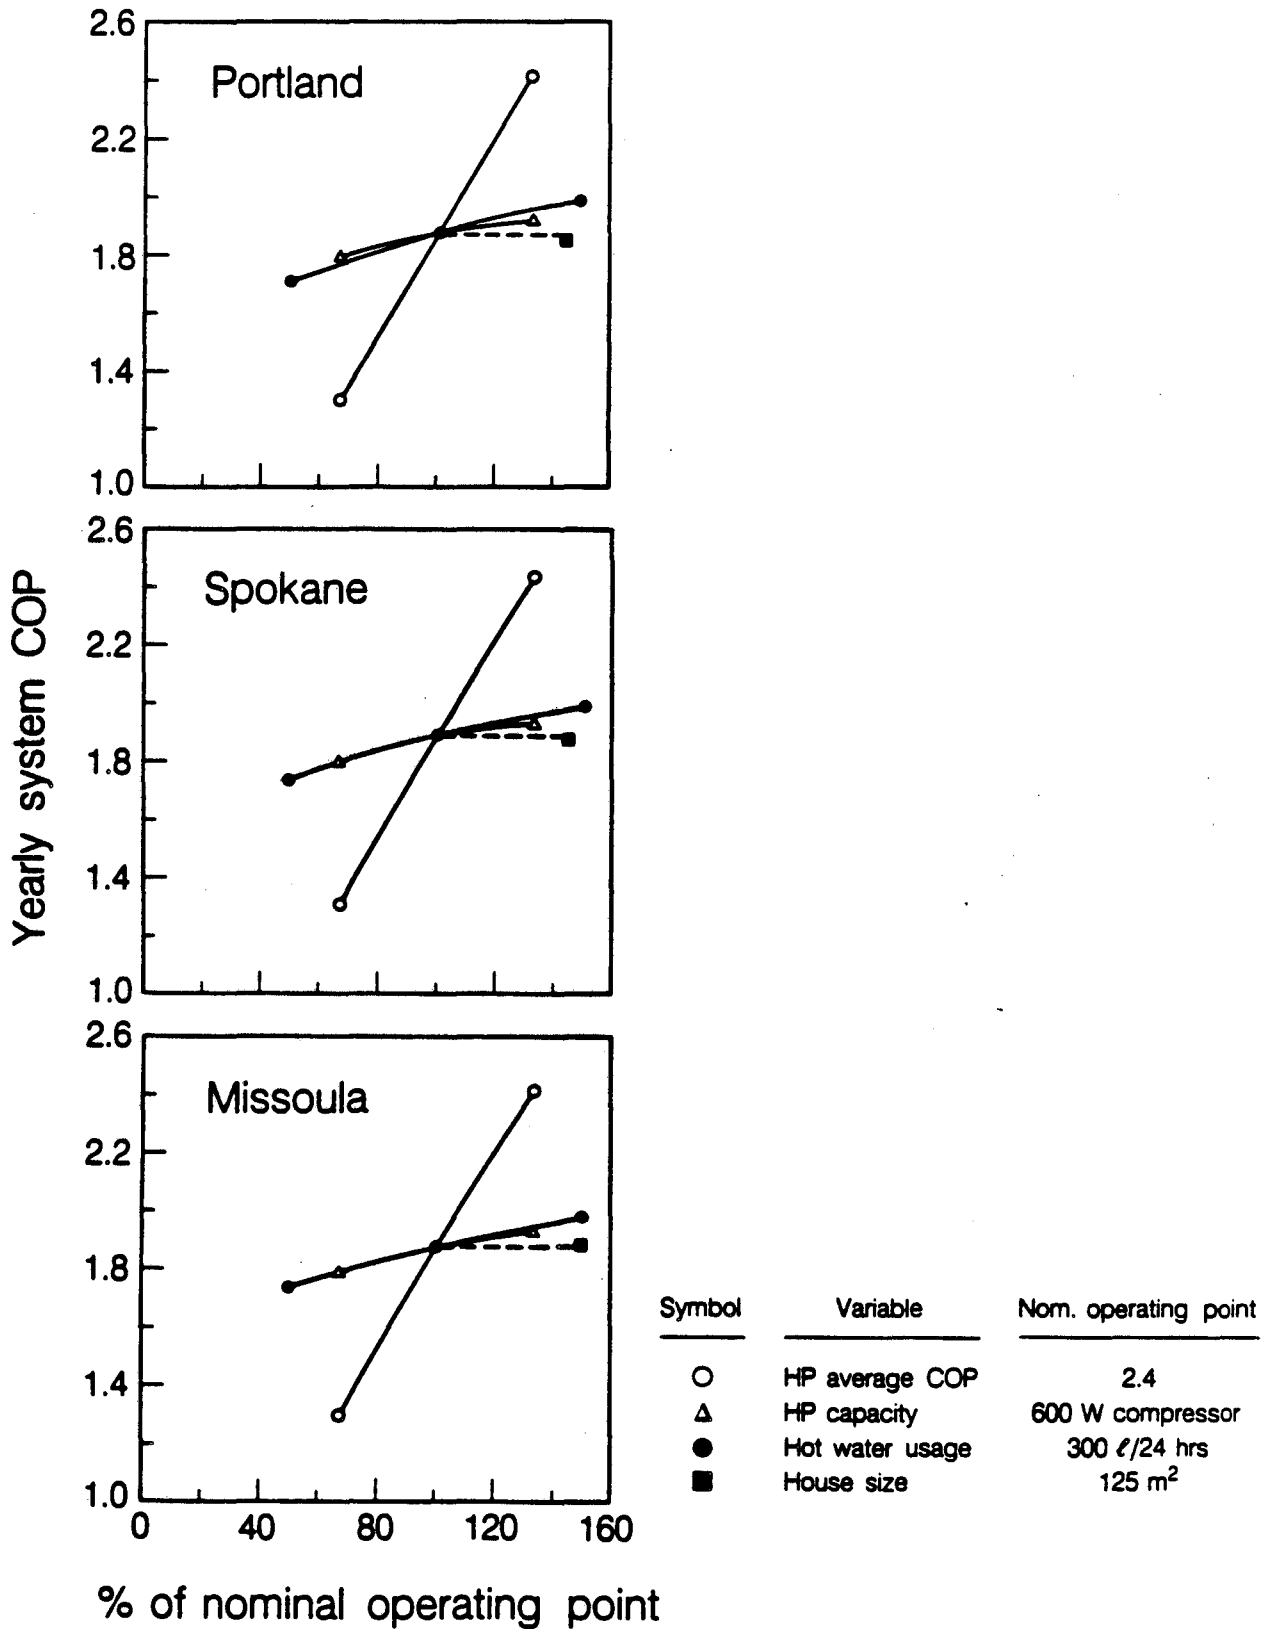 2.6
Portland
2.2
1.8
1.4
1.0
2.6
Spokane
2.2
1.8
1.4
1.0
Yearly system COP
2.6
Missoula
2.2
1.8
1.4
1.0
0 40 80 120 160
% of nominal operating point
Symbol Variable Nom. operating point
HP average COP 2.4
HP capacity 600 W compressor
Hot water usage 300 ℓ/24 hrs
House size 125 m²